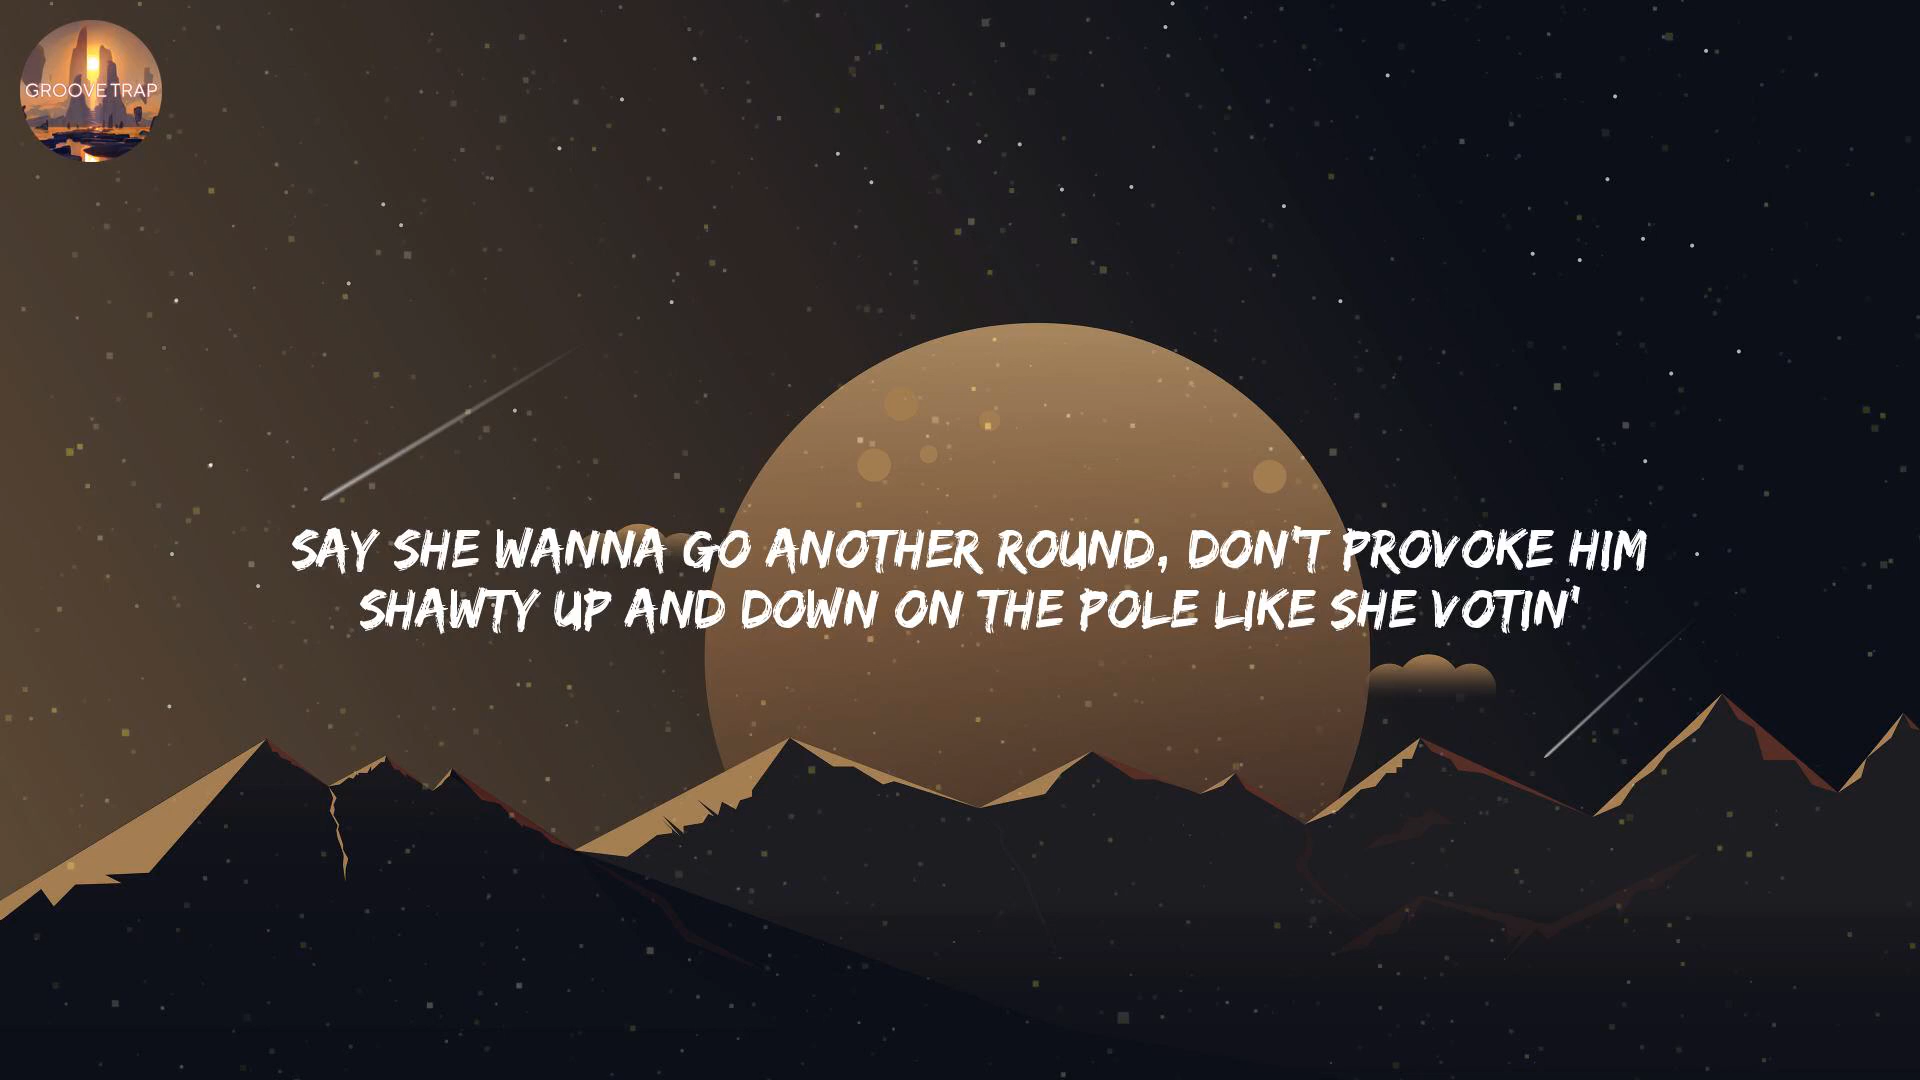 GROOVE TRAP
SAY SHE WANNA GO ANOTHER ROUND, DON'T PROVOKE HIM
SHAWTY UP AND DOWN ON THE POLE LIKE SHE VOTIN'